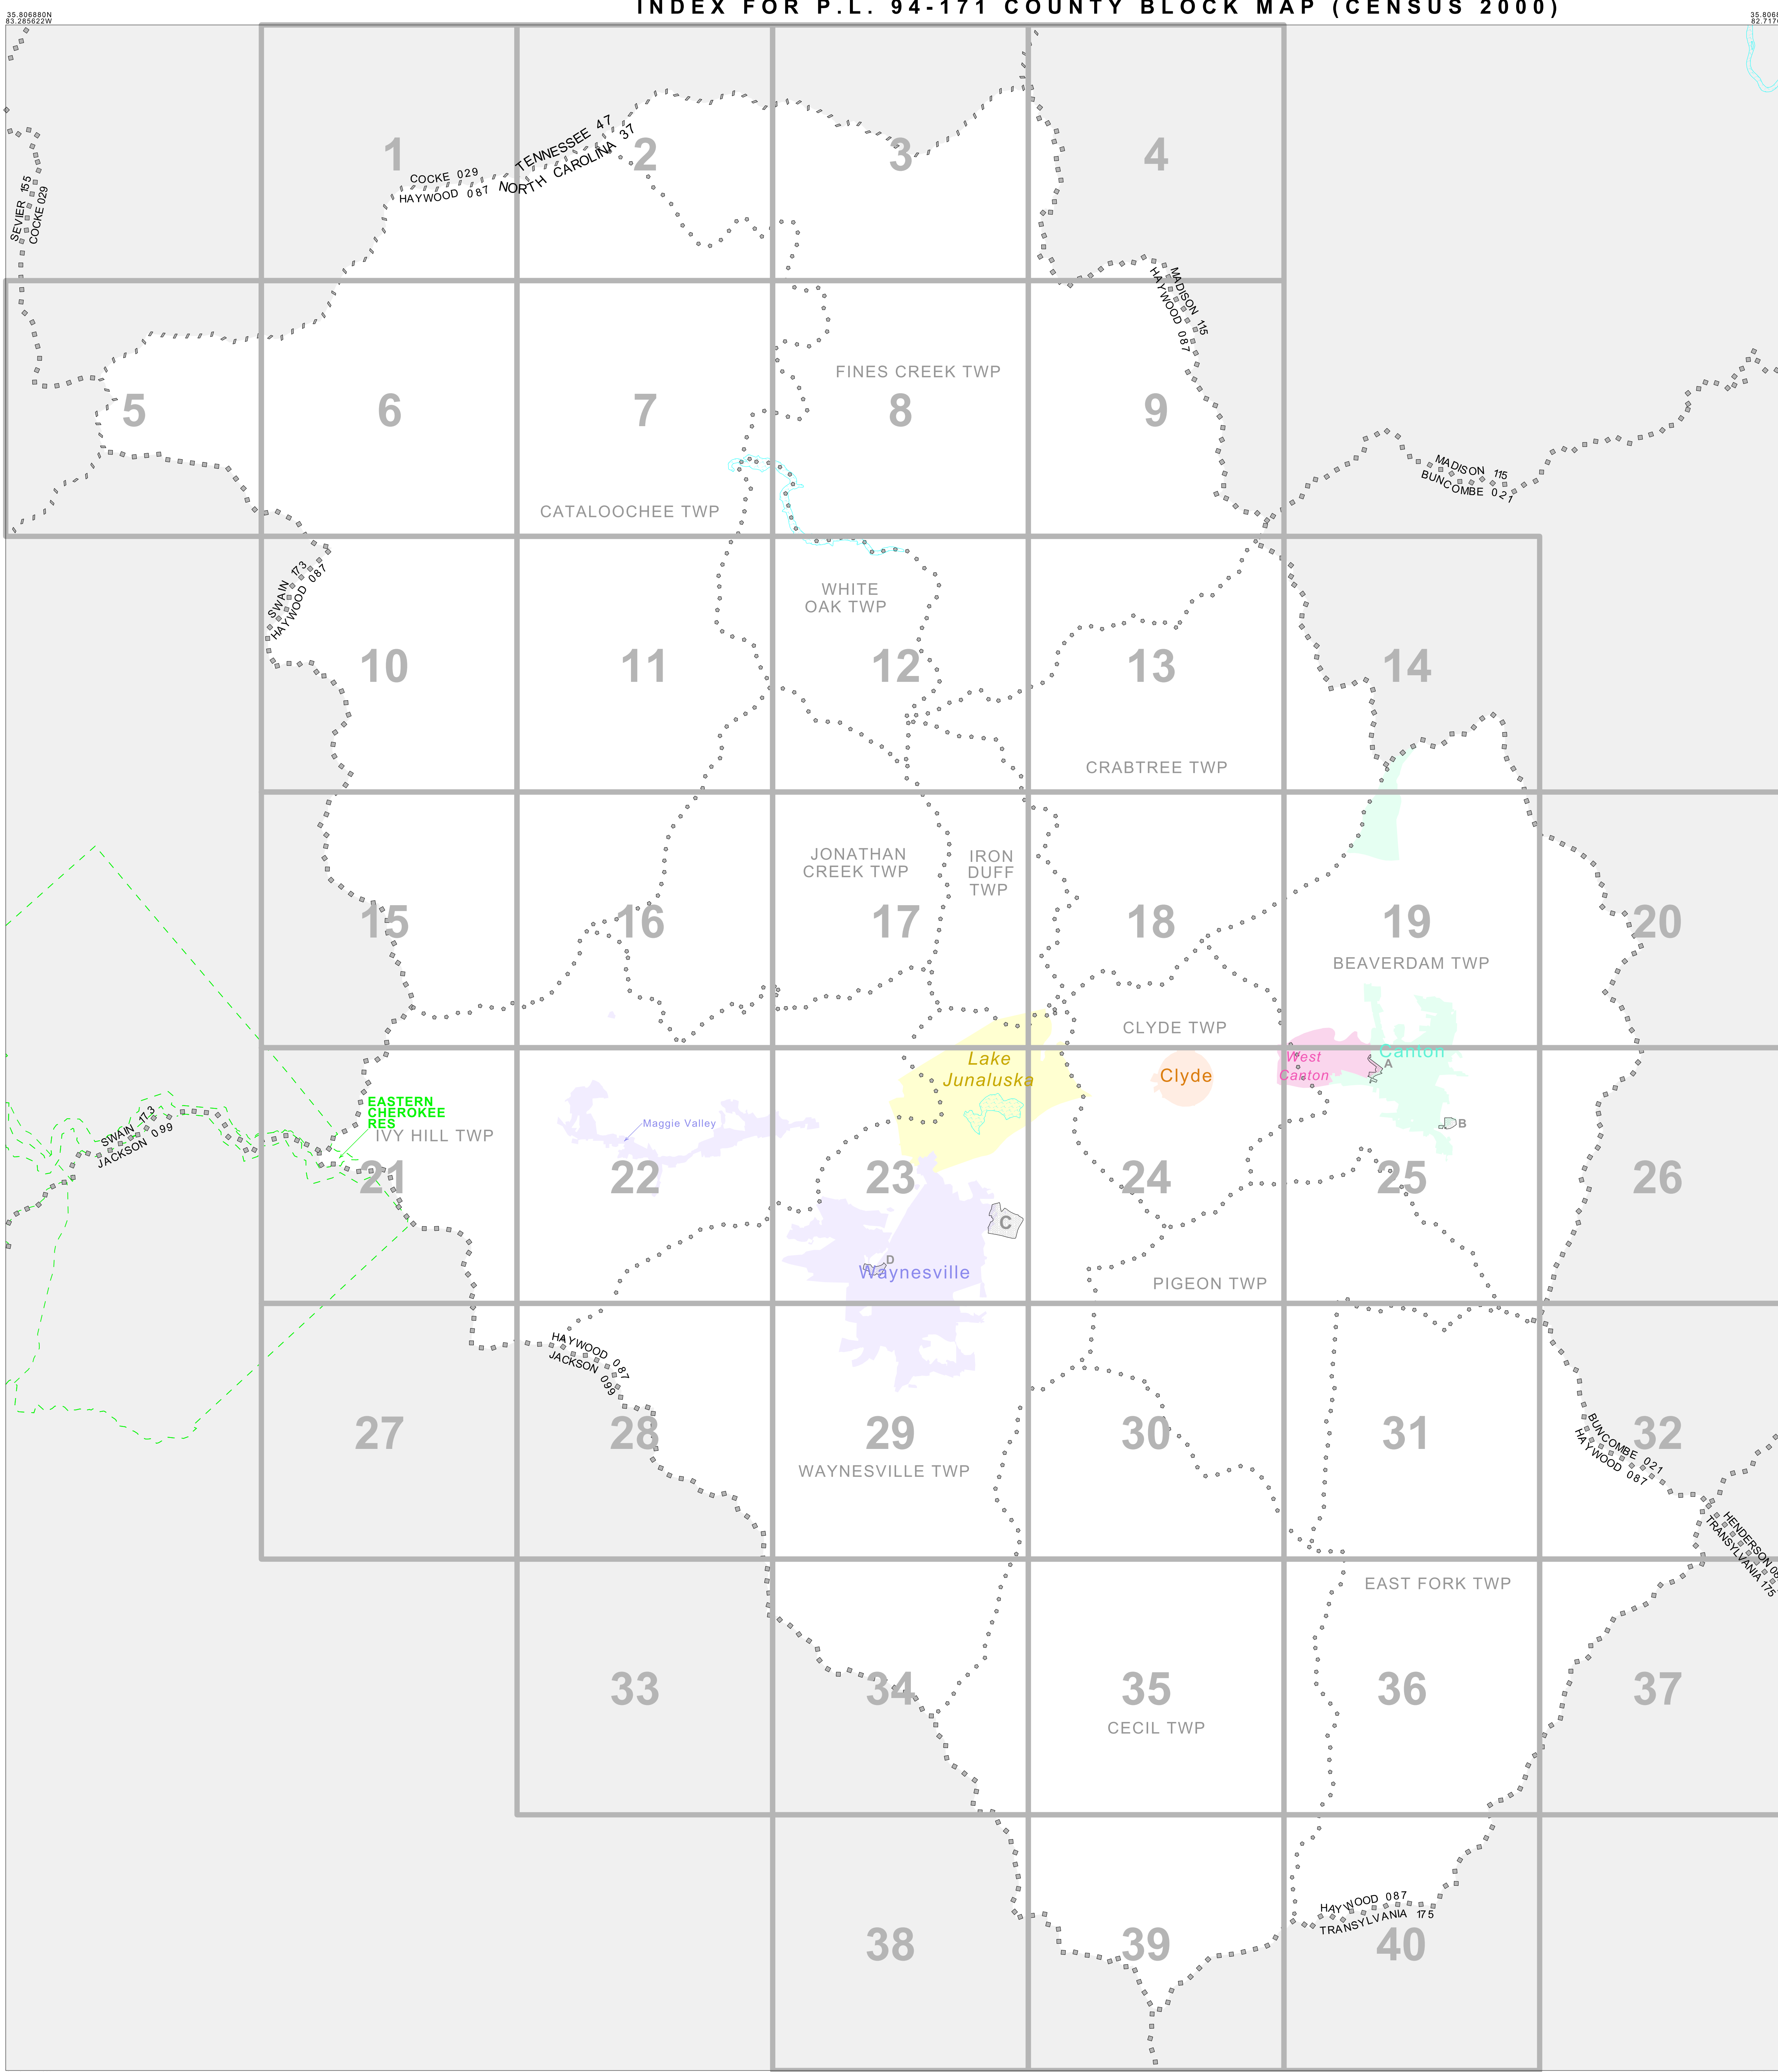 INDEX FOR P.L. 94-171 COUNTY BLOCK MAP (CENSUS 2000)
35.806880N
83.285622W
1
2
3
4
TENNESSEE 47
NORTH CAROLINA 37
COCKE 029
HAYWOOD 087
SEVIER 155
COCKE 029
MADISON 115
HAYWOOD 087
FINES CREEK TWP
5
6
7
8
9
MADISON 115
BUNCOMBE 021
CATALOOCHEE TWP
SWAIN 173
HAYWOOD 087
WHITE
OAK TWP
10
11
12
13
14
CRABTREE TWP
JONATHAN
CREEK TWP
IRON
DUFF
TWP
15
16
17
18
19
20
BEAVERDAM TWP
CLYDE TWP
Lake
Junaluska
Clyde
West
Canton
Canton
A
B
EASTERN
CHEROKEE
RES
IVY HILL TWP
Maggie Valley
SWAIN 173
JACKSON 099
21
22
23
24
25
26
C
D
Waynesville
PIGEON TWP
HAYWOOD 087
JACKSON 099
27
28
29
30
31
32
BUNCOMBE 021
HAYWOOD 087
WAYNESVILLE TWP
HENDERSON
TRANSYLVANIA 175
EAST FORK TWP
33
34
35
36
37
CECIL TWP
HAYWOOD 087
TRANSYLVANIA 175
38
39
40